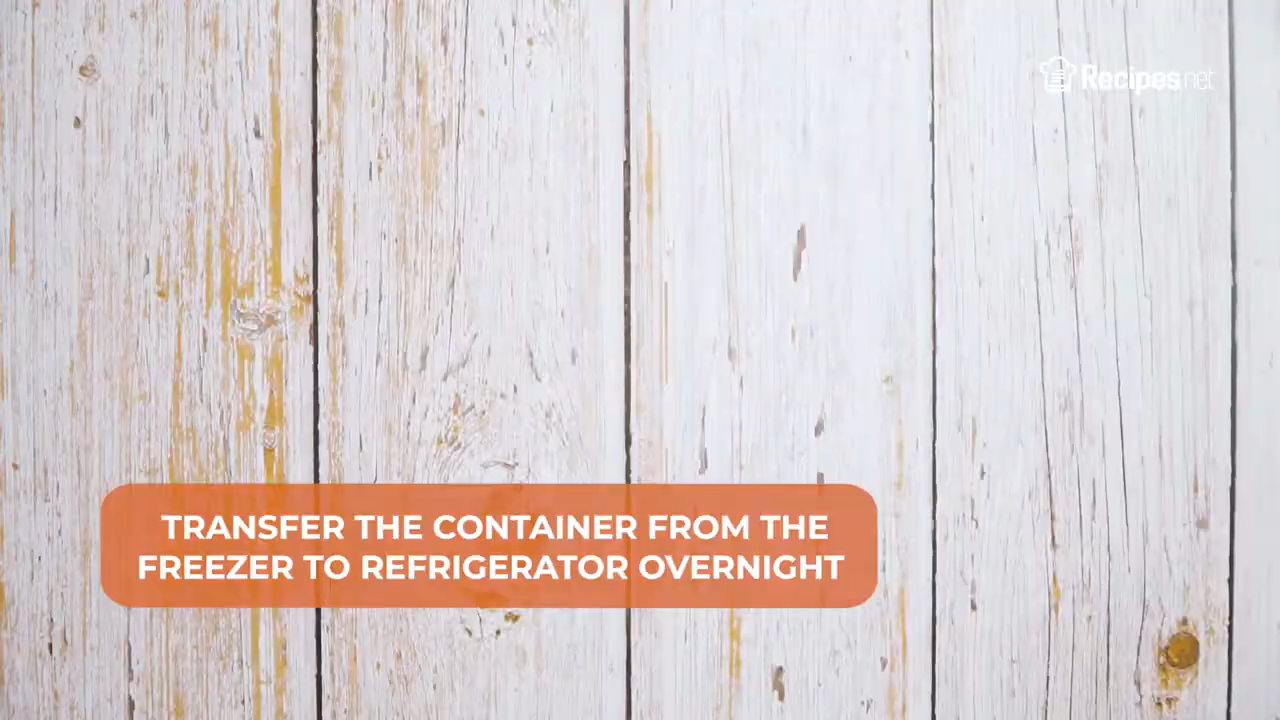 Recipes.net
TRANSFER THE CONTAINER FROM THE
FREEZER TO REFRIGERATOR OVERNIGHT